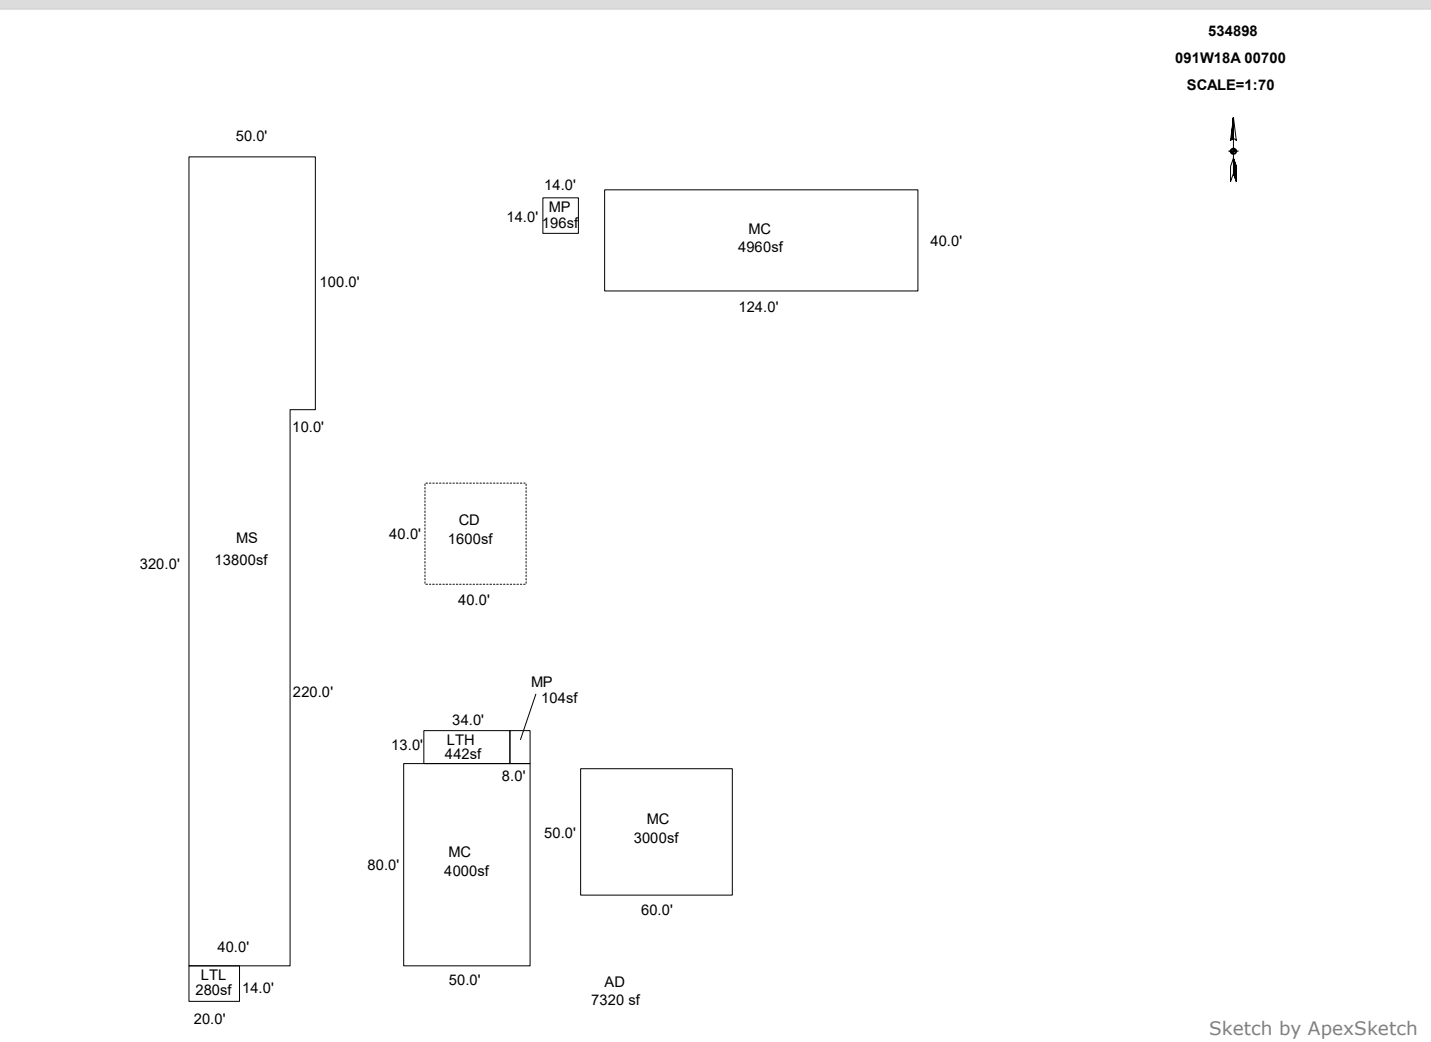 534898
091W18A 00700
SCALE=1:70
50.0'
14.0'
MP
14.0'
196sf
MC
4960sf
40.0'
124.0'
100.0'
10.0'
CD
1600sf
40.0'
40.0'
MS
13800sf
320.0'
220.0'
MP
104sf
34.0'
LTH
13.0'
442sf
8.0'
MC
3000sf
50.0'
60.0'
MC
4000sf
80.0'
50.0'
40.0'
LTL
280sf
14.0'
20.0'
AD
7320 sf
Sketch by ApexSketch